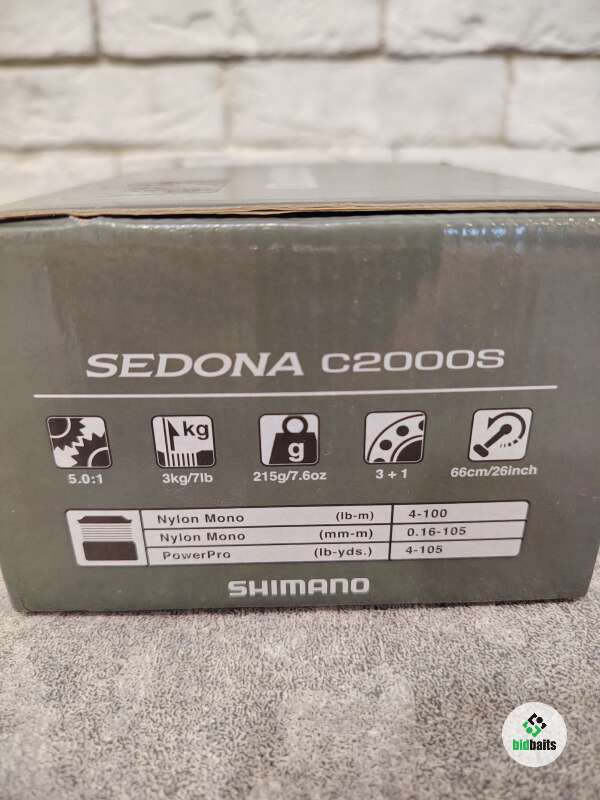 SEDONA C2000S
kg
g
5.0:1
3kg/7lb
215g/7.6oz
3 + 1
66cm/26inch
Nylon Mono (lb-m) 4-100
Nylon Mono (mm-m) 0.16-105
PowerPro (lb-yds.) 4-105
SHIMANO
bidbaits